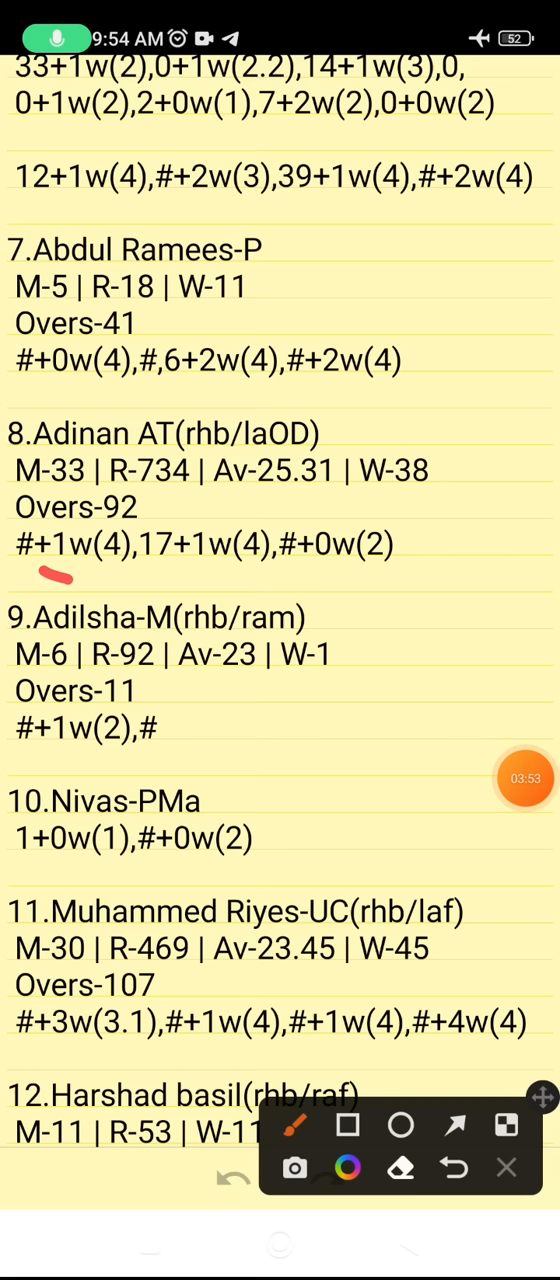 9:54 AM
52
33+1w(2),0+1w(2.2),14+1w(3),0,
0+1w(2),2+0w(1),7+2w(2),0+0w(2)
12+1w(4),#+2w(3),39+1w(4),#+2w(4)
7.Abdul Ramees-P
M-5 | R-18 | W-11
Overs-41
#+0w(4),#,6+2w(4),#+2w(4)
8.Adinan AT(rhb/laOD)
M-33 | R-734 | Av-25.31 | W-38
Overs-92
#+1w(4),17+1w(4),#+0w(2)
9.Adilsha-M(rhb/ram)
M-6 | R-92 | Av-23 | W-1
Overs-11
#+1w(2),#
03:53
10.Nivas-PMa
1+0w(1),#+0w(2)
11.Muhammed Riyes-UC(rhb/laf)
M-30 | R-469 | Av-23.45 | W-45
Overs-107
#+3w(3.1),#+1w(4),#+1w(4),#+4w(4)
12.Harshad basil(rhb/raf)
M-11 | R-53 | W-11